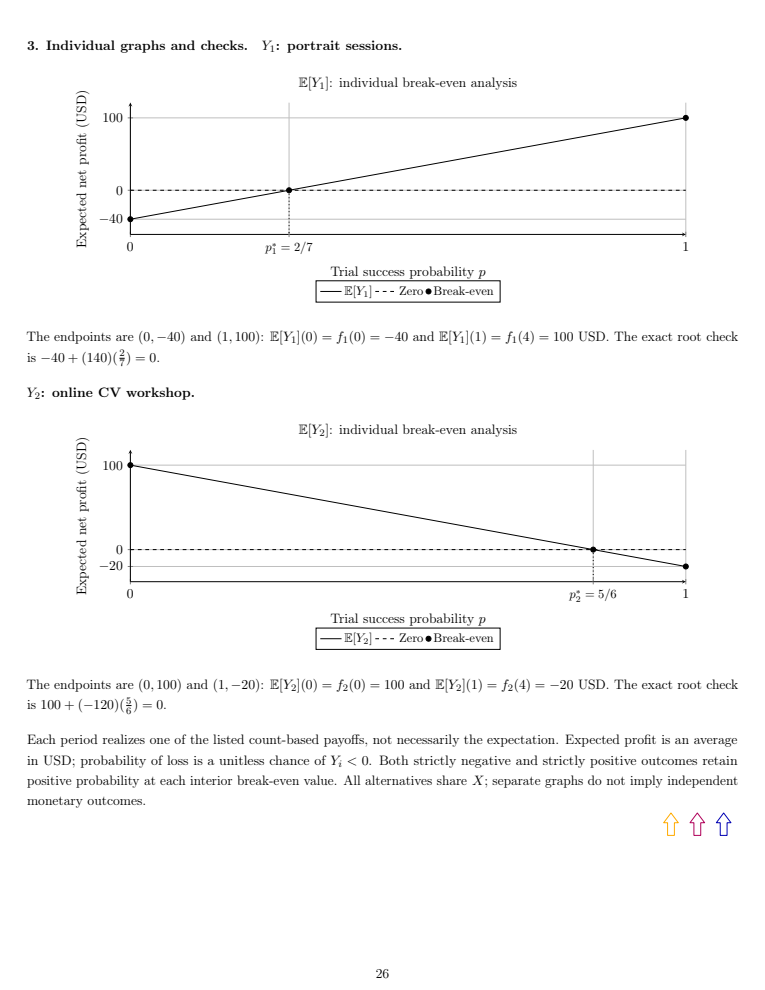 3. Individual graphs and checks. Y₁: portrait sessions.
𝔼[Y₁]: individual break-even analysis
Expected net profit (USD)
100
0
−40
0
p₁* = 2/7
1
Trial success probability p
𝔼[Y₁] Zero Break-even
The endpoints are (0, −40) and (1, 100): 𝔼[Y₁](0) = f₁(0) = −40 and 𝔼[Y₁](1) = f₁(4) = 100 USD. The exact root check
is −40 + (140)(2/7) = 0.
Y₂: online CV workshop.
𝔼[Y₂]: individual break-even analysis
Expected net profit (USD)
100
0
−20
0
p₂* = 5/6
1
Trial success probability p
𝔼[Y₂] Zero Break-even
The endpoints are (0, 100) and (1, −20): 𝔼[Y₂](0) = f₂(0) = 100 and 𝔼[Y₂](1) = f₂(4) = −20 USD. The exact root check
is 100 + (−120)(5/6) = 0.
Each period realizes one of the listed count-based payoffs, not necessarily the expectation. Expected profit is an average
in USD; probability of loss is a unitless chance of Yᵢ < 0. Both strictly negative and strictly positive outcomes retain
positive probability at each interior break-even value. All alternatives share X; separate graphs do not imply independent
monetary outcomes.
26